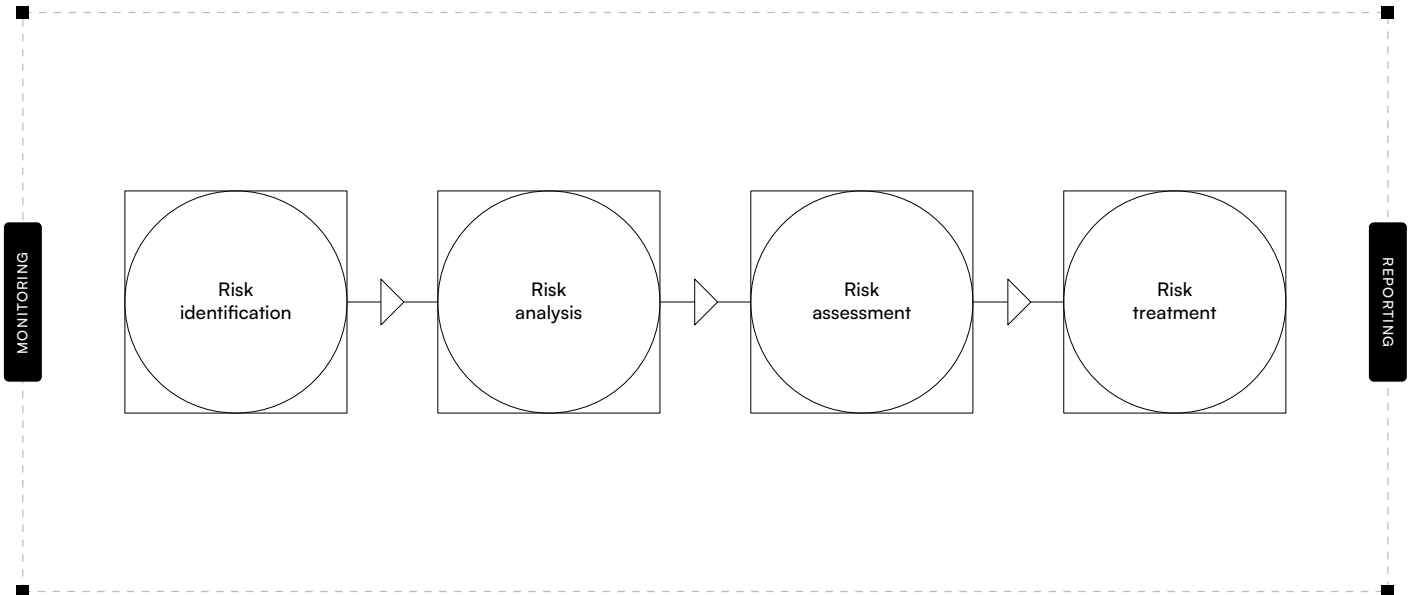 MONITORING
Risk
identification
Risk
analysis
Risk
assessment
Risk
treatment
REPORTING